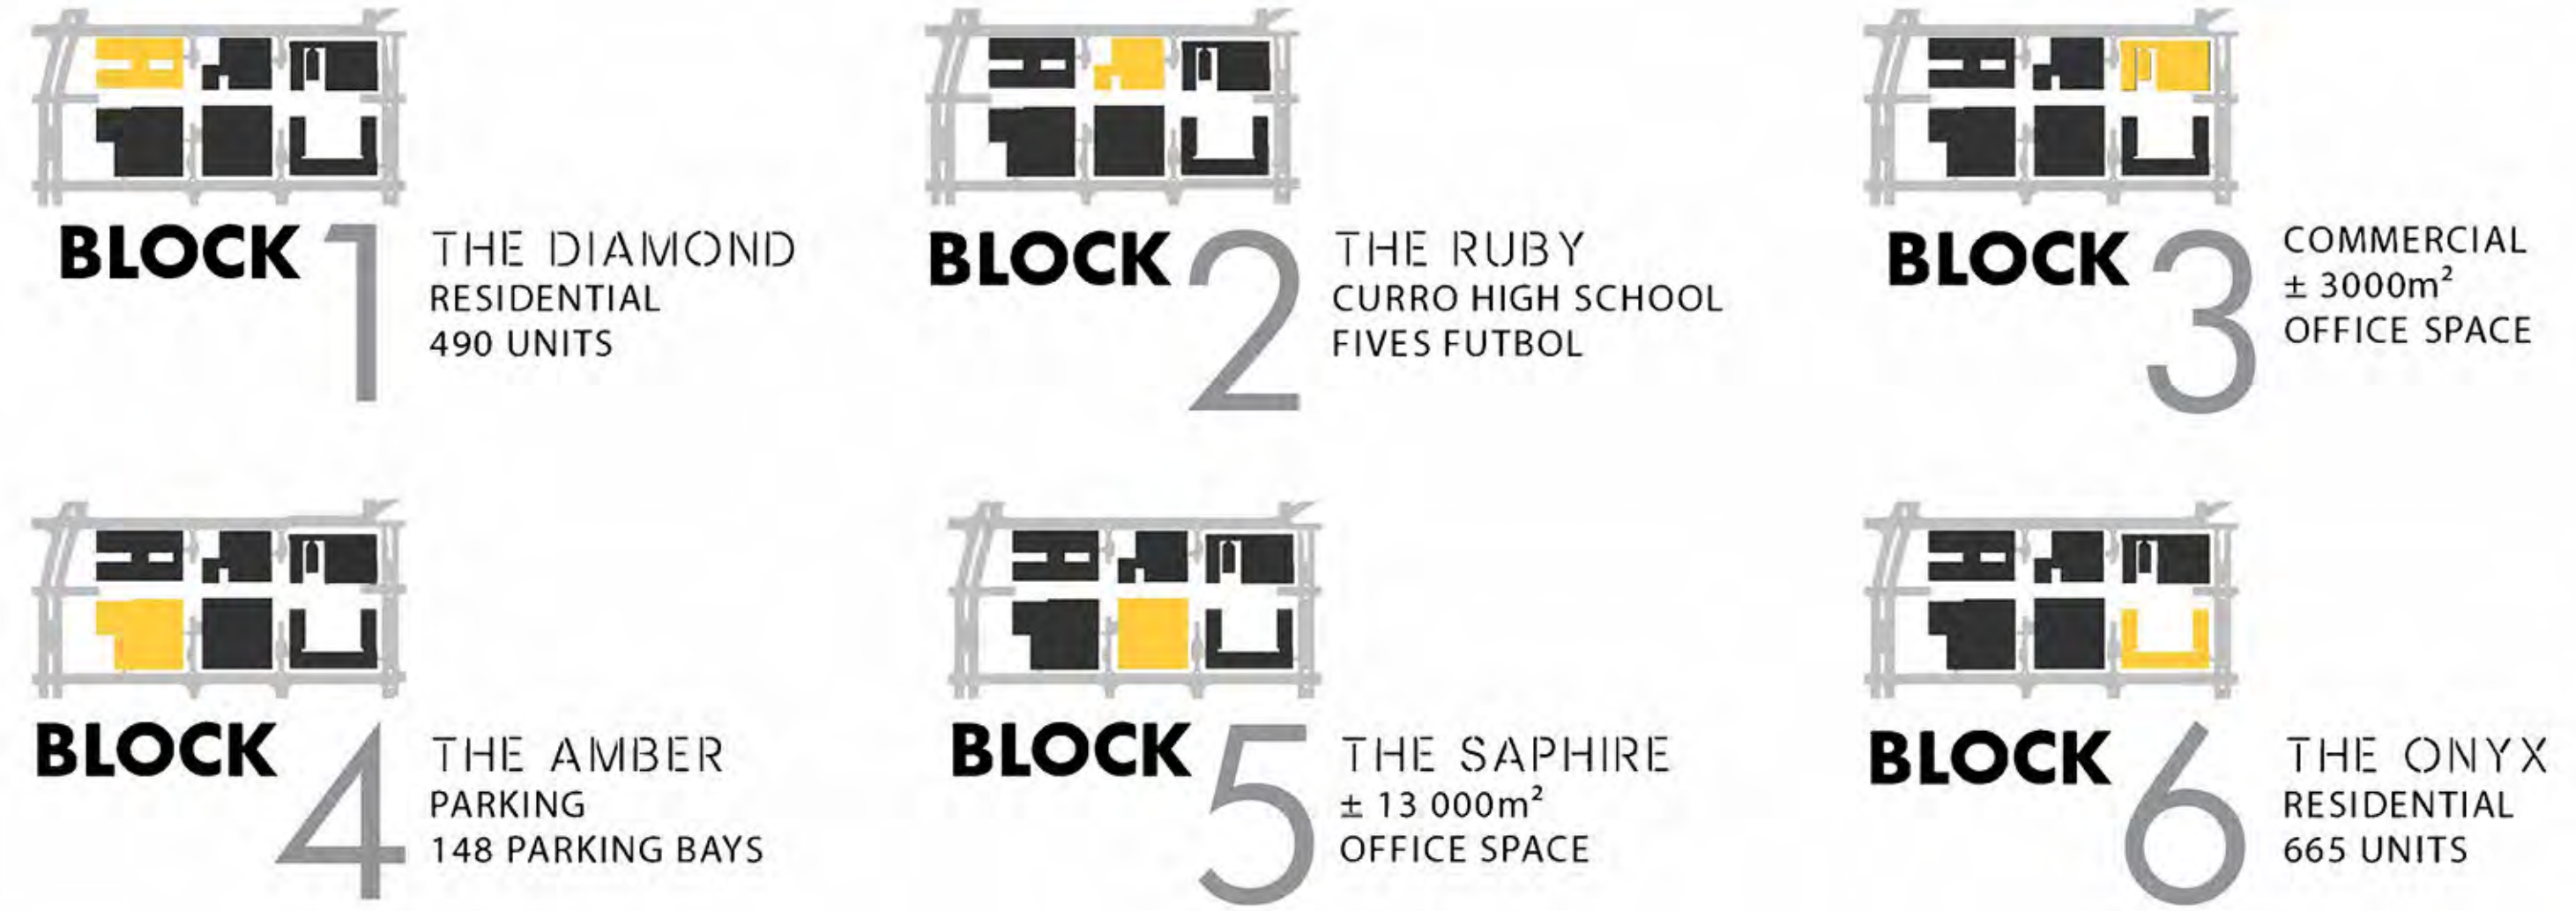 BLOCK 1
THE DIAMOND
RESIDENTIAL
490 UNITS
BLOCK 2
THE RUBY
CURRO HIGH SCHOOL
FIVES FUTBOL
BLOCK 3
COMMERCIAL
± 3000m²
OFFICE SPACE
BLOCK 4
THE AMBER
PARKING
148 PARKING BAYS
BLOCK 5
THE SAPHIRE
± 13 000m²
OFFICE SPACE
BLOCK 6
THE ONYX
RESIDENTIAL
665 UNITS